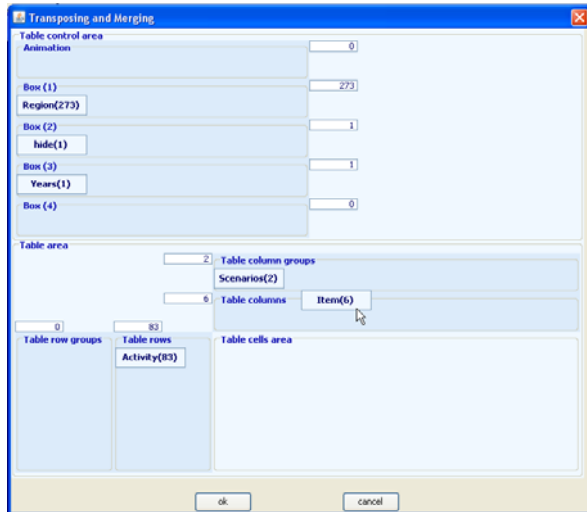 Transposing and Merging
Table control area
Animation
0
Box (1)
273
Region(273)
Box (2)
1
hide(1)
Box (3)
1
Years(1)
Box (4)
0
Table area
2 Table column groups
Scenarios(2)
6 Table columns Item(6)
0 83
Table row groups Table rows Table cells area
Activity(83)
ok cancel